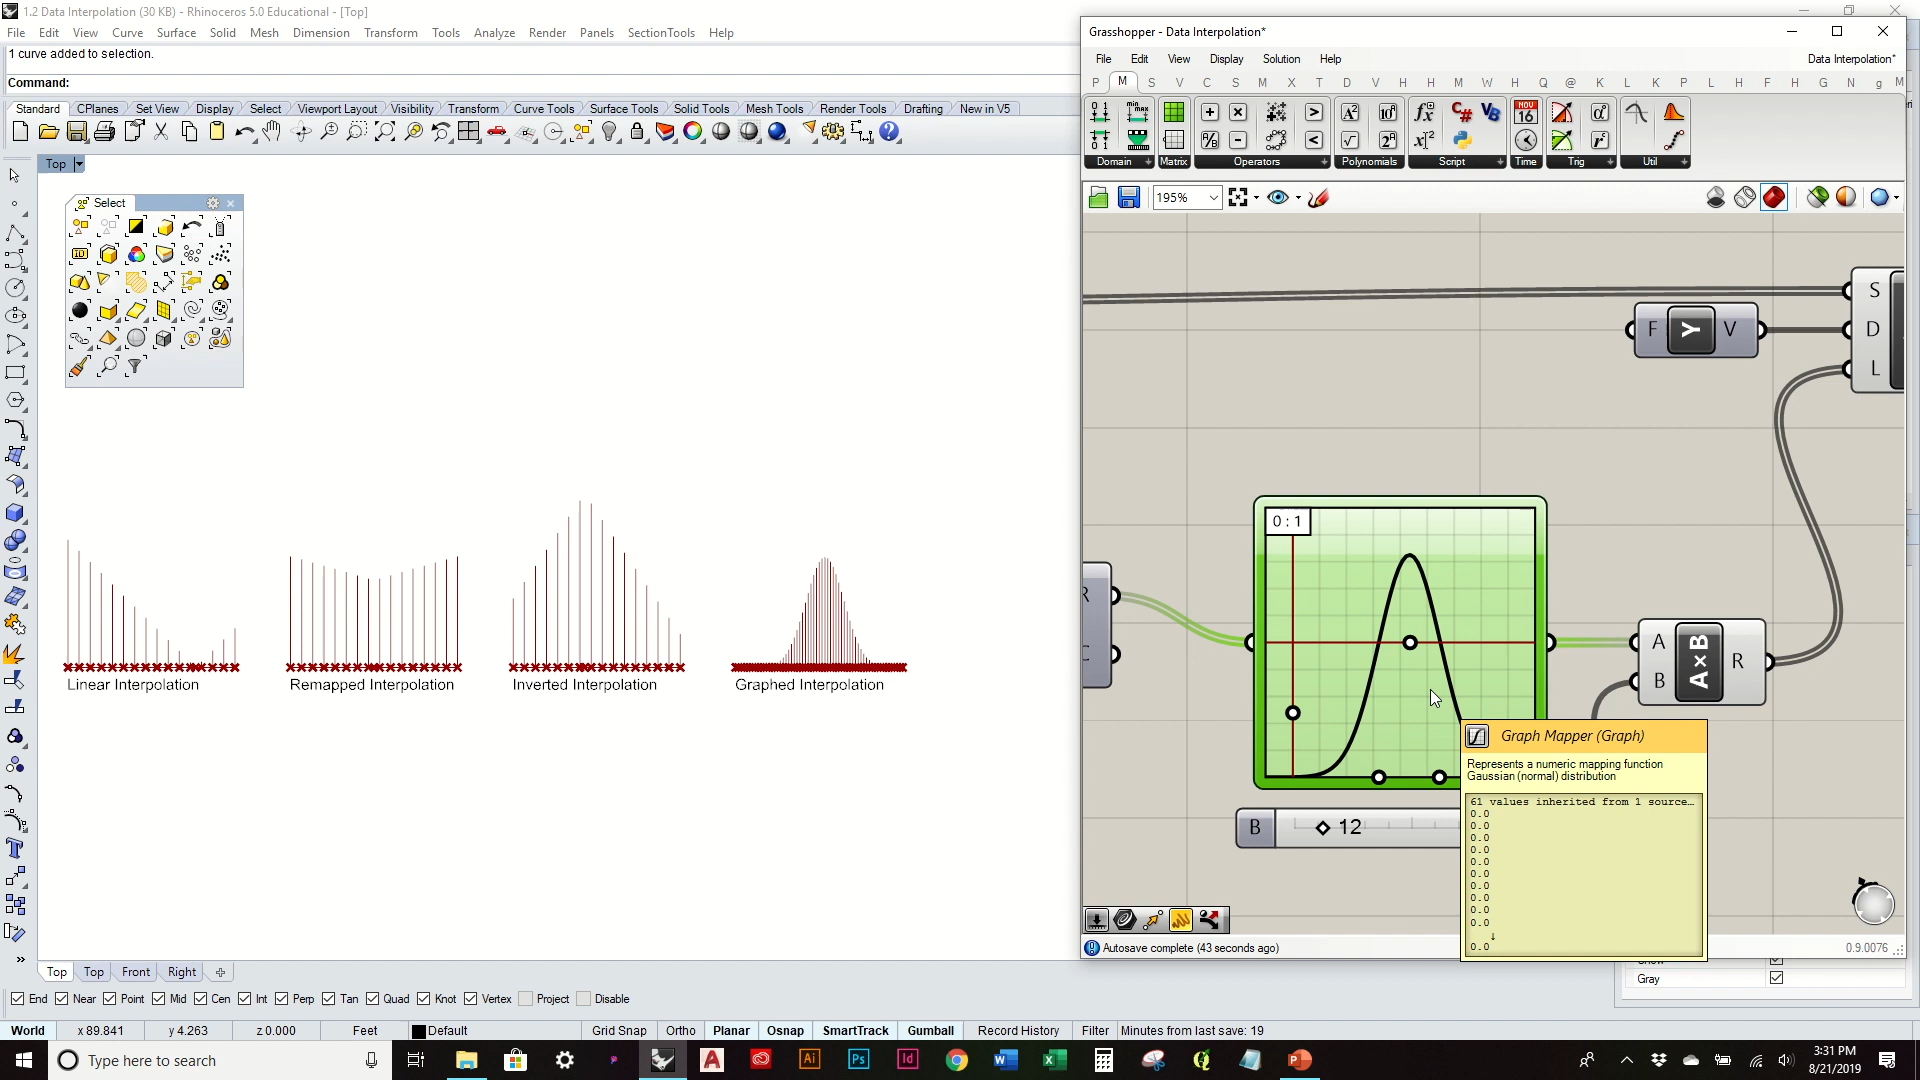 1.2 Data Interpolation (30 KB) - Rhinoceros 5.0 Educational - [Top]
File Edit View Curve Surface Solid Mesh Dimension Transform Tools Analyze Render Panels SectionTools Help
1 curve added to selection.
Command:
Standard CPlanes Set View Display Select Viewport Layout Visibility Transform Curve Tools Surface Tools Solid Tools Mesh Tools Render Tools Drafting New in V5
Top
Select
Linear Interpolation
Remapped Interpolation
Inverted Interpolation
Graphed Interpolation
Grasshopper - Data Interpolation*
File Edit View Display Solution Help
Data Interpolation*
P M S V C S M X T D V H H M W H Q @ K L K P L H F H G N g M
Domain Matrix Operators Polynomials Script Time Trig Util
195%
S
F Y V
D
L
0 : 1
R
C
A
B
A×B
R
B 12
Graph Mapper (Graph)
Represents a numeric mapping function
Gaussian (normal) distribution
61 values inherited from 1 source...
0.0
0.0
0.0
0.0
0.0
0.0
0.0
0.0
0.0
0.0
↓
0.0
Autosave complete (43 seconds ago)
0.9.0076
Gray
Top Top Front Right
End Near Point Mid Cen Int Perp Tan Quad Knot Vertex Project Disable
World x 89.841 y 4.263 z 0.000 Feet Default Grid Snap Ortho Planar Osnap SmartTrack Gumball Record History Filter Minutes from last save: 19
Type here to search
3:31 PM
8/21/2019